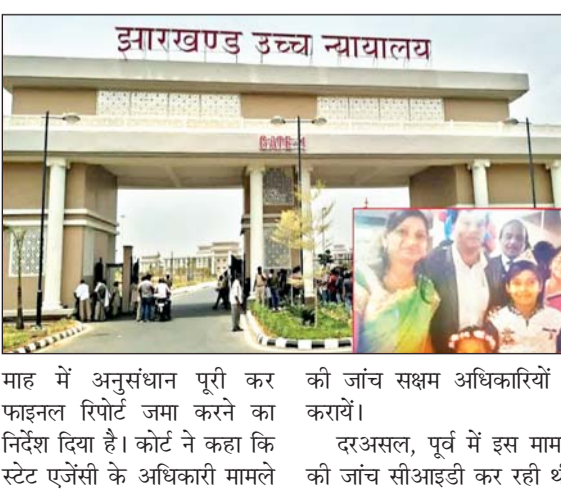 झारखण्ड उच्च न्यायालय
GATE-1
माह में अनुसंधान पूरी कर
फाइनल रिपोर्ट जमा करने का
निर्देश दिया है। कोर्ट ने कहा कि
स्टेट एजेंसी के अधिकारी मामले
की जांच सक्षम अधिकारियों
करायें।
दरअसल, पूर्व में इस माम
की जांच सीआइडी कर रही थ